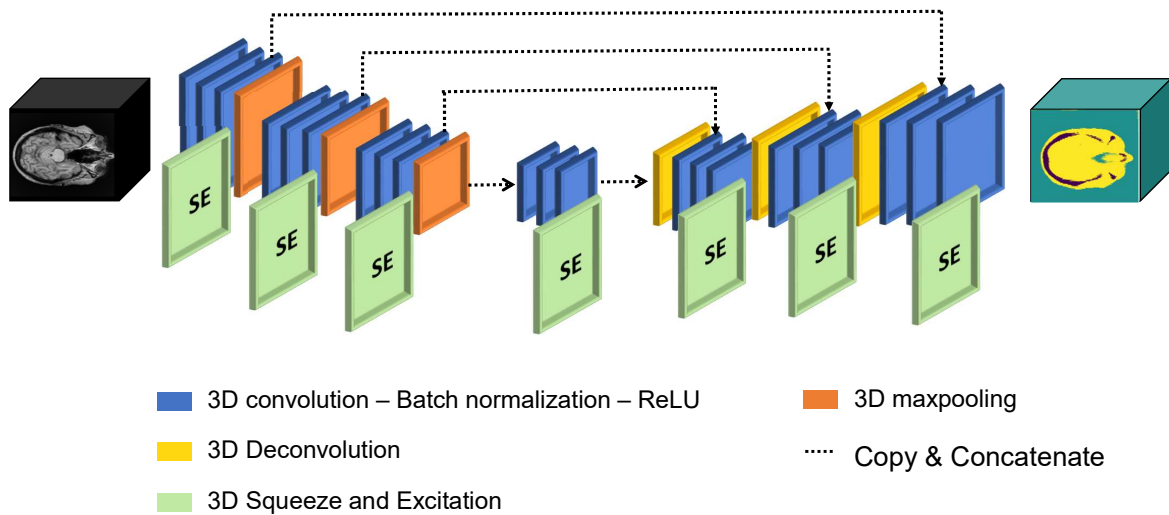 SE
SE
SE
SE
SE
SE
SE
3D convolution – Batch normalization – ReLU
3D maxpooling
3D Deconvolution
Copy & Concatenate
3D Squeeze and Excitation